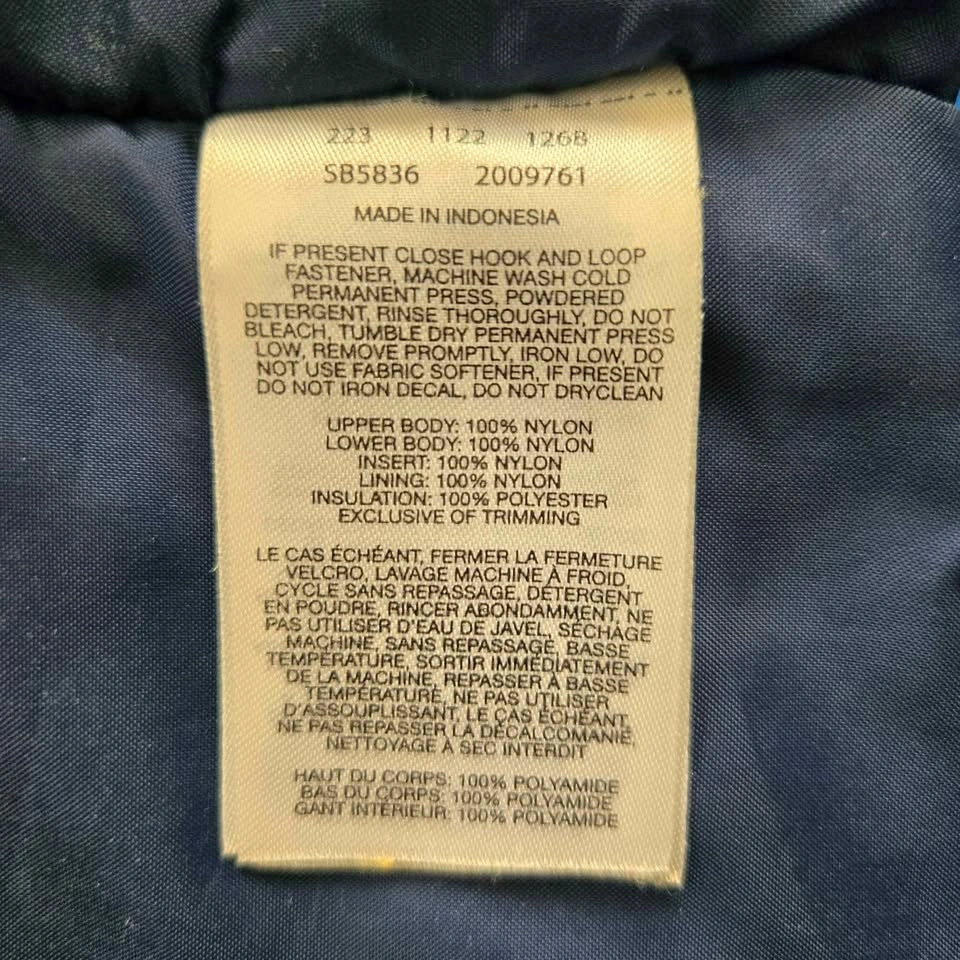 223 1122 1268
SB5836 2009761
MADE IN INDONESIA
IF PRESENT CLOSE HOOK AND LOOP
FASTENER, MACHINE WASH COLD
PERMANENT PRESS, POWDERED
DETERGENT, RINSE THOROUGHLY, DO NOT
BLEACH, TUMBLE DRY PERMANENT PRESS
LOW, REMOVE PROMPTLY, IRON LOW, DO
NOT USE FABRIC SOFTENER, IF PRESENT
DO NOT IRON DECAL, DO NOT DRYCLEAN
UPPER BODY: 100% NYLON
LOWER BODY: 100% NYLON
INSERT: 100% NYLON
LINING: 100% NYLON
INSULATION: 100% POLYESTER
EXCLUSIVE OF TRIMMING
LE CAS ÉCHÉANT, FERMER LA FERMETURE
VELCRO, LAVAGE MACHINE À FROID,
CYCLE SANS REPASSAGE, DÉTERGENT
EN POUDRE, RINCER ABONDAMMENT, NE
PAS UTILISER D'EAU DE JAVEL, SÉCHAGE
MACHINE, SANS REPASSAGE, BASSE
TEMPÉRATURE, SORTIR IMMÉDIATEMENT
DE LA MACHINE, REPASSER À BASSE
TEMPÉRATURE, NE PAS UTILISER
D'ASSOUPLISSANT, LE CAS ÉCHÉANT,
NE PAS REPASSER LA DÉCALCOMANIE,
NETTOYAGE À SEC INTERDIT
HAUT DU CORPS: 100% POLYAMIDE
BAS DU CORPS: 100% POLYAMIDE
GANT INTÉRIEUR: 100% POLYAMIDE